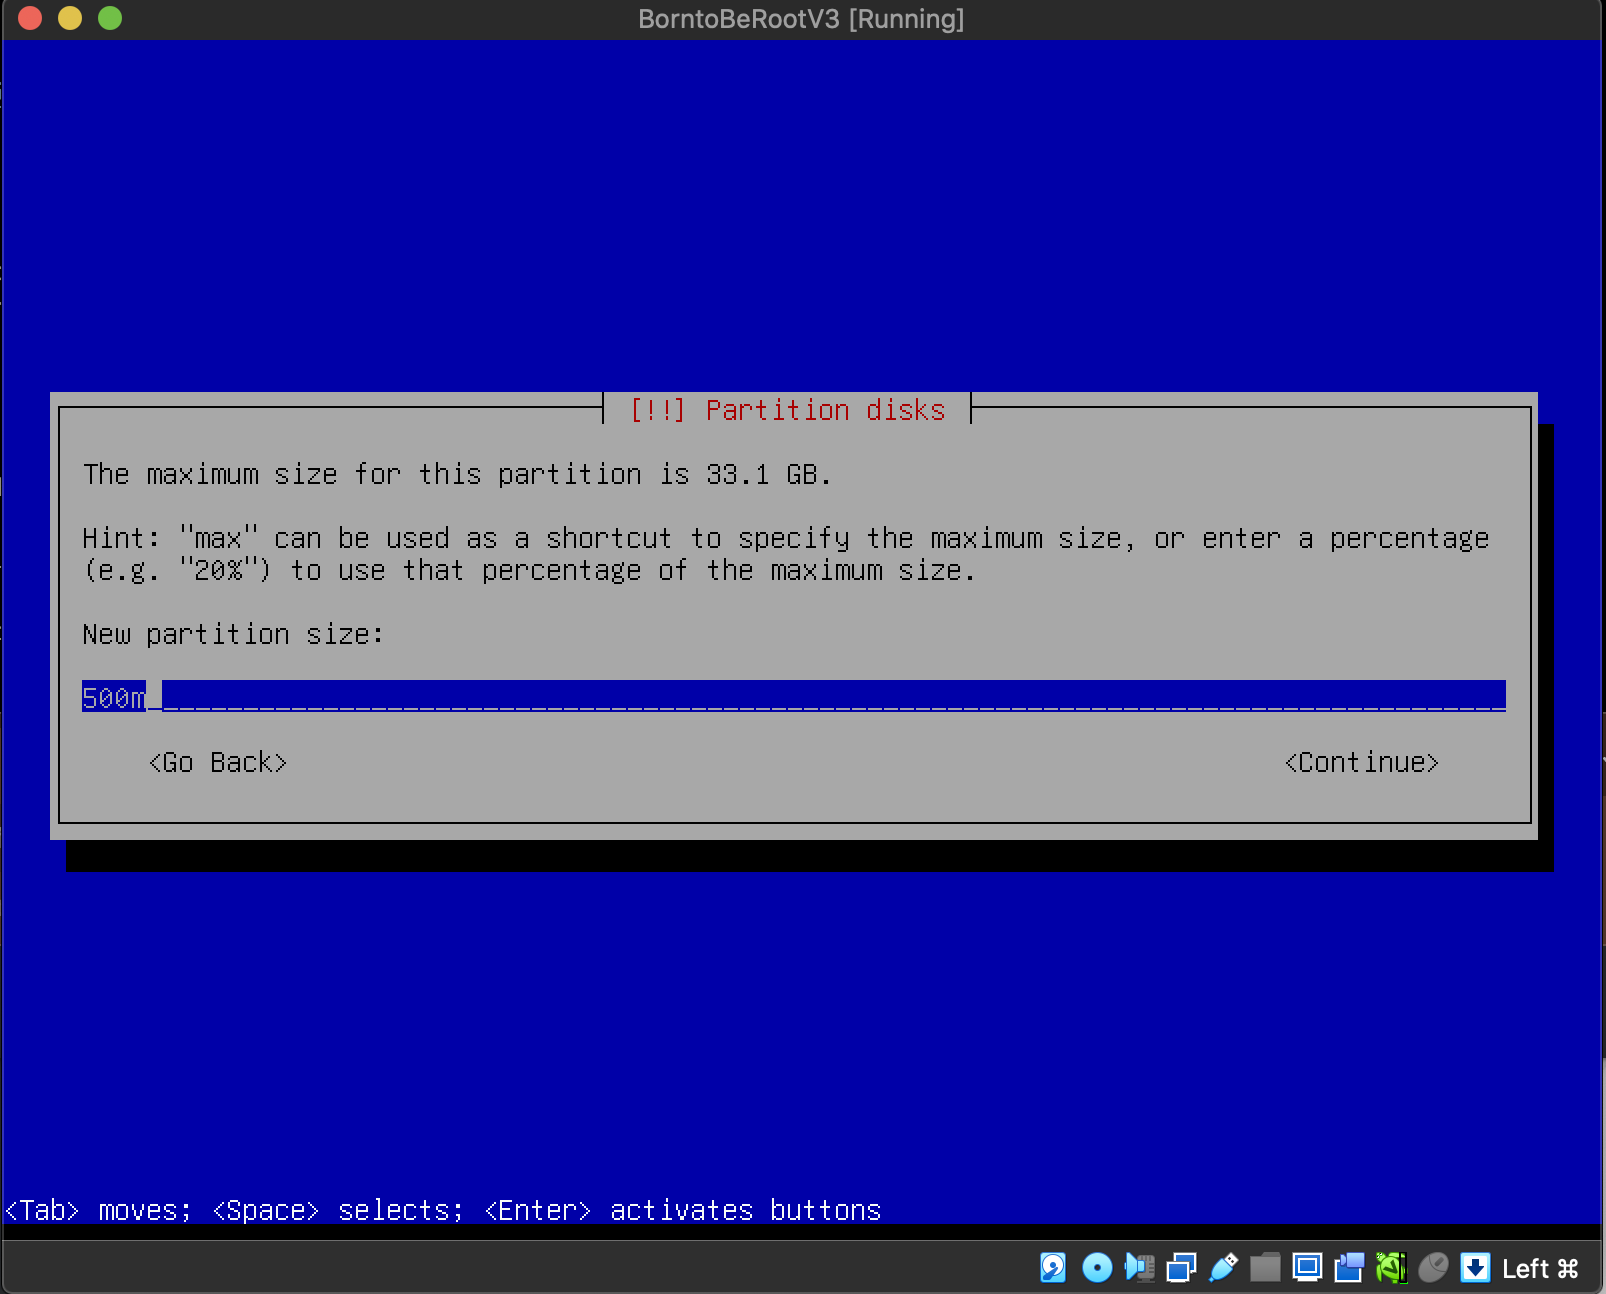 BorntoBeRootV3 [Running]
[!!] Partition disks
The maximum size for this partition is 33.1 GB.
Hint: "max" can be used as a shortcut to specify the maximum size, or enter a percentage
(e.g. "20%") to use that percentage of the maximum size.
New partition size:
500m
<Go Back> <Continue>
<Tab> moves; <Space> selects; <Enter> activates buttons
Left ⌘